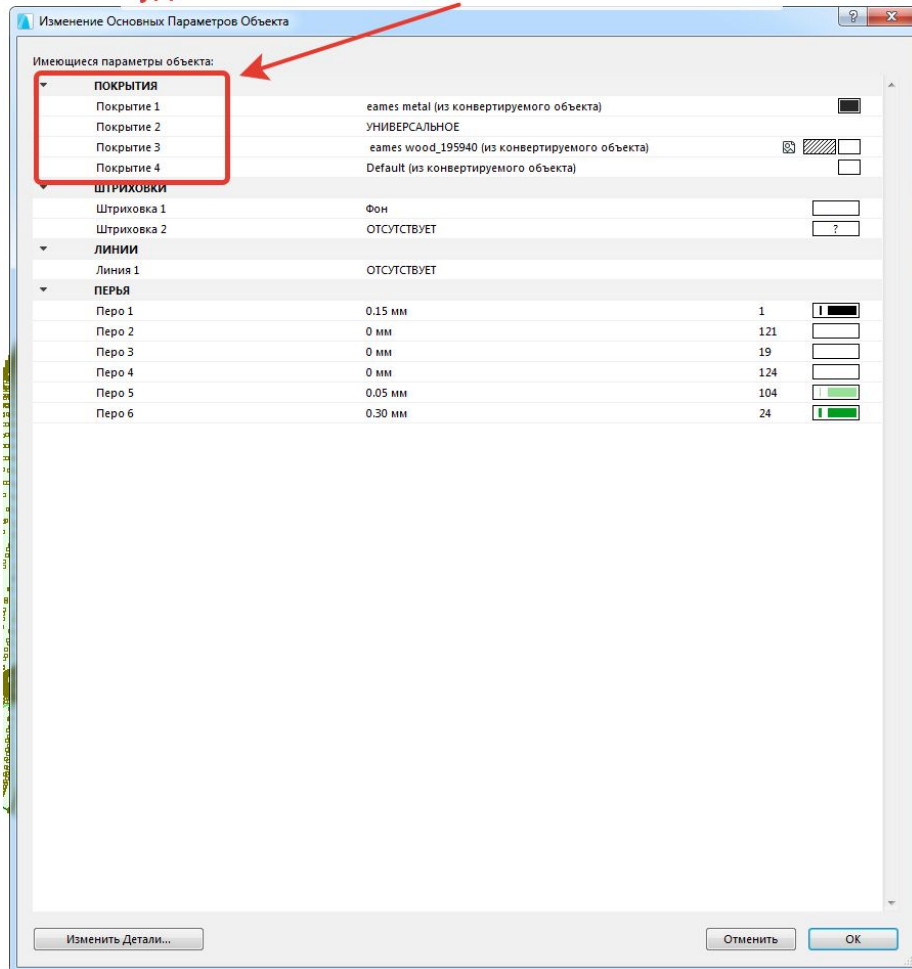 Изменение Основных Параметров Объекта
Имеющиеся параметры объекта:
ПОКРЫТИЯ
Покрытие 1 eames metal (из конвертируемого объекта)
Покрытие 2 УНИВЕРСАЛЬНОЕ
Покрытие 3 eames wood_195940 (из конвертируемого объекта)
Покрытие 4 Default (из конвертируемого объекта)
ШТРИХОВКИ
Штриховка 1 Фон
Штриховка 2 ОТСУТСТВУЕТ ?
ЛИНИИ
Линия 1 ОТСУТСТВУЕТ
ПЕРЬЯ
Перо 1 0.15 мм 1
Перо 2 0 мм 121
Перо 3 0 мм 19
Перо 4 0 мм 124
Перо 5 0.05 мм 104
Перо 6 0.30 мм 24
Изменить Детали... Отменить ОК